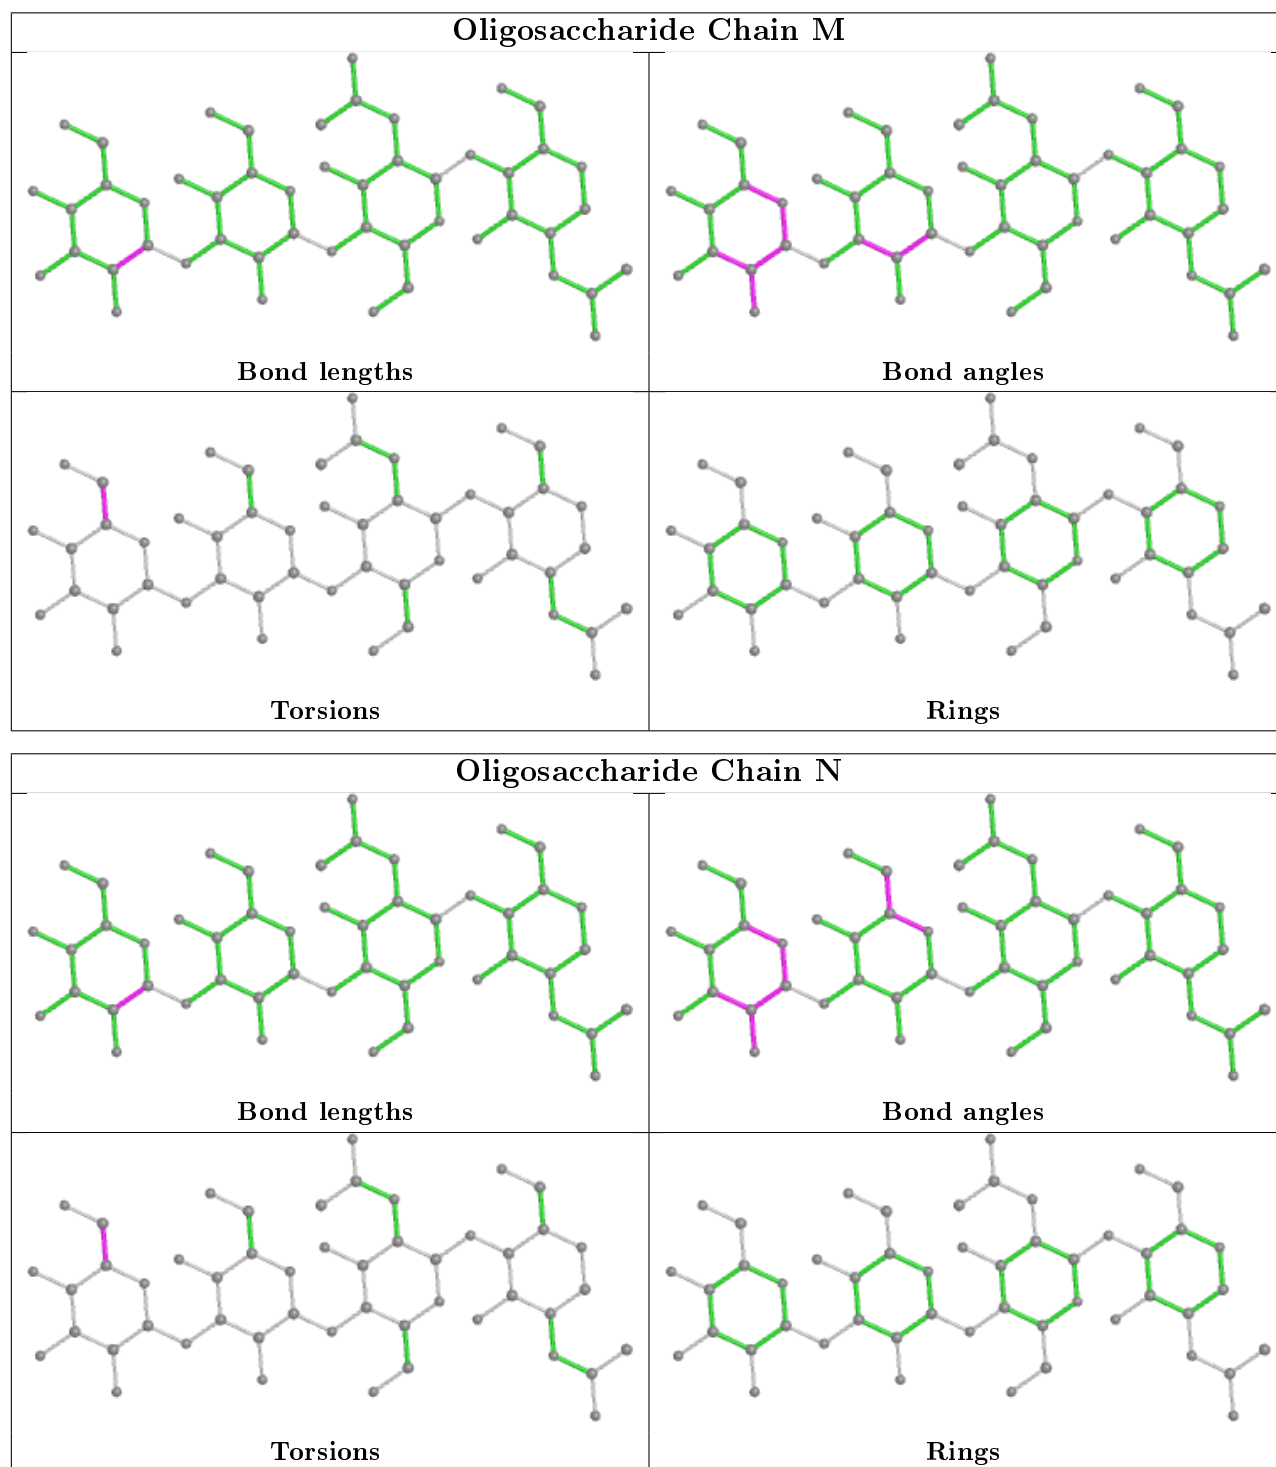 Oligosaccharide Chain M
Bond lengths
Bond angles
Torsions
Rings
Oligosaccharide Chain N
Bond lengths
Bond angles
Torsions
Rings